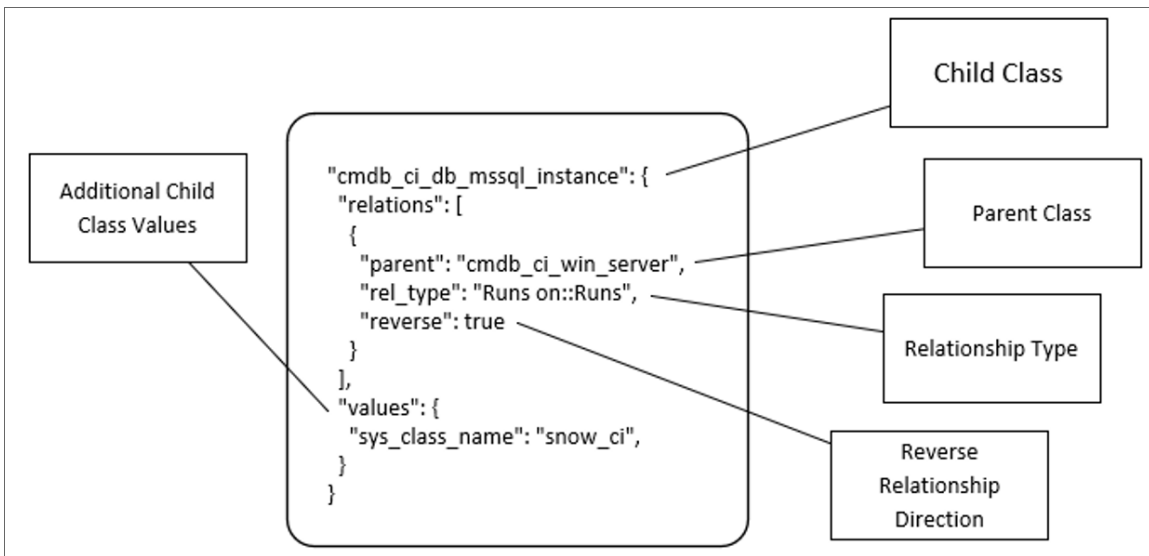 Child Class
Additional Child
Class Values
"cmdb_ci_db_mssql_instance": {
"relations": [
{
"parent": "cmdb_ci_win_server",
"rel_type": "Runs on::Runs",
"reverse": true
}
],
"values": {
"sys_class_name": "snow_ci",
}
}
Parent Class
Relationship Type
Reverse
Relationship
Direction